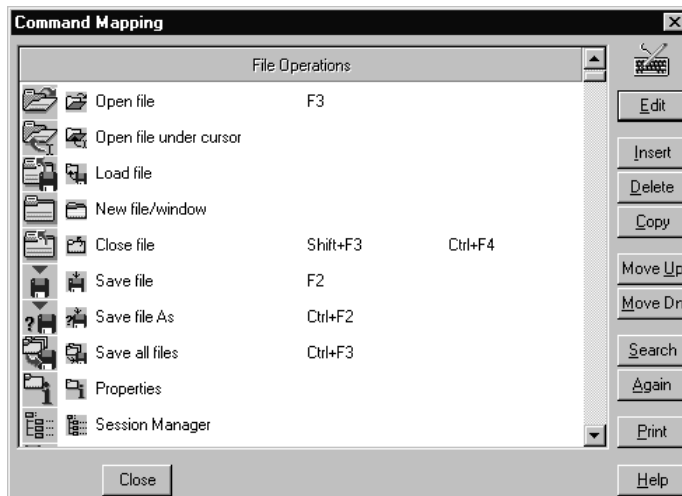 Command Mapping
File Operations
Open file F3
Open file under cursor
Load file
New file/window
Close file Shift+F3 Ctrl+F4
Save file F2
Save file As Ctrl+F2
Save all files Ctrl+F3
Properties
Session Manager
Edit
Insert
Delete
Copy
Move Up
Move Dn
Search
Again
Print
Close
Help